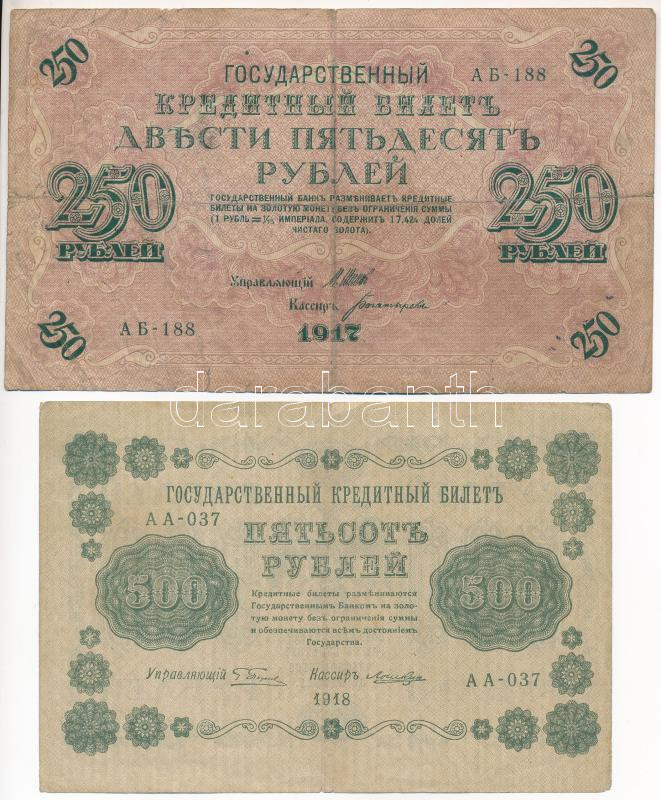 250 250
ГОСУДАРСТВЕННЫЙ АБ-188
КРЕДИТНЫЙ БИЛЕТЪ
ДВѢСТИ ПЯТЬДЕСЯТЪ
РУБЛЕЙ
250 250
РУБЛЕЙ РУБЛЕЙ
ГОСУДАРСТВЕННЫЙ БАНКЪ РАЗМѢНИВАЕТЪ КРЕДИТНЫЕ
БИЛЕТЫ НА ЗОЛОТУЮ МОНЕТУ БЕЗЪ ОГРАНИЧЕНІЯ СУММЫ
(1 РУБЛЬ = 1/15 ИМПЕРІАЛА, СОДЕРЖИТЪ 17,424 ДОЛЕЙ
ЧИСТАГО ЗОЛОТА).
Управляющій
Кассиръ
АБ-188 1917
250 250
darabanth
ГОСУДАРСТВЕННЫЙ КРЕДИТНЫЙ БИЛЕТЪ
АА-037
ПЯТЬСОТЪ
РУБЛЕЙ
500 500
Кредитные билеты размѣниваются
Государственнымъ Банкомъ на золо-
тую монету безъ ограниченія суммы
и обезпечиваются всѣмъ достояніемъ
Государства.
Управляющій Кассиръ
АА-037
1918